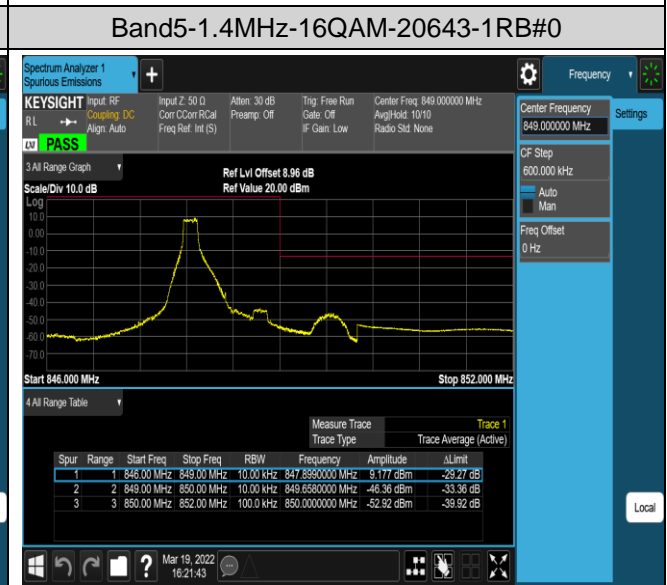 Band5-1.4MHz-16QAM-20643-1RB#0
Spectrum Analyzer 1
Spurious Emissions
Frequency
KEYSIGHT
RL
LXI
PASS
Input: RF
Coupling: DC
Align: Auto
Input Z: 50 Ω
Corr CCorr RCal
Freq Ref: Int (S)
Atten: 30 dB
Preamp: Off
Trig: Free Run
Gate: Off
IF Gain: Low
Center Freq: 849.000000 MHz
Avg|Hold: 10/10
Radio Std: None
Center Frequency
849.000000 MHz
Settings
CF Step
600.000 kHz
Auto
Man
Freq Offset
0 Hz
3 All Range Graph
Ref Lvl Offset 8.96 dB
Scale/Div 10.0 dB
Ref Value 20.00 dBm
Log
10.0
0.00
-10.0
-20.0
-30.0
-40.0
-50.0
-60.0
-70.0
Start 846.000 MHz
Stop 852.000 MHz
4 All Range Table
Measure Trace Trace 1
Trace Type Trace Average (Active)
Spur Range Start Freq Stop Freq RBW Frequency Amplitude ΔLimit
1 1 846.00 MHz 849.00 MHz 10.00 kHz 847.8990000 MHz 9.177 dBm -29.27 dB
2 2 849.00 MHz 850.00 MHz 10.00 kHz 849.6580000 MHz -46.36 dBm -33.36 dB
3 3 850.00 MHz 852.00 MHz 100.0 kHz 850.0000000 MHz -52.92 dBm -39.92 dB
Local
Mar 19, 2022
16:21:43